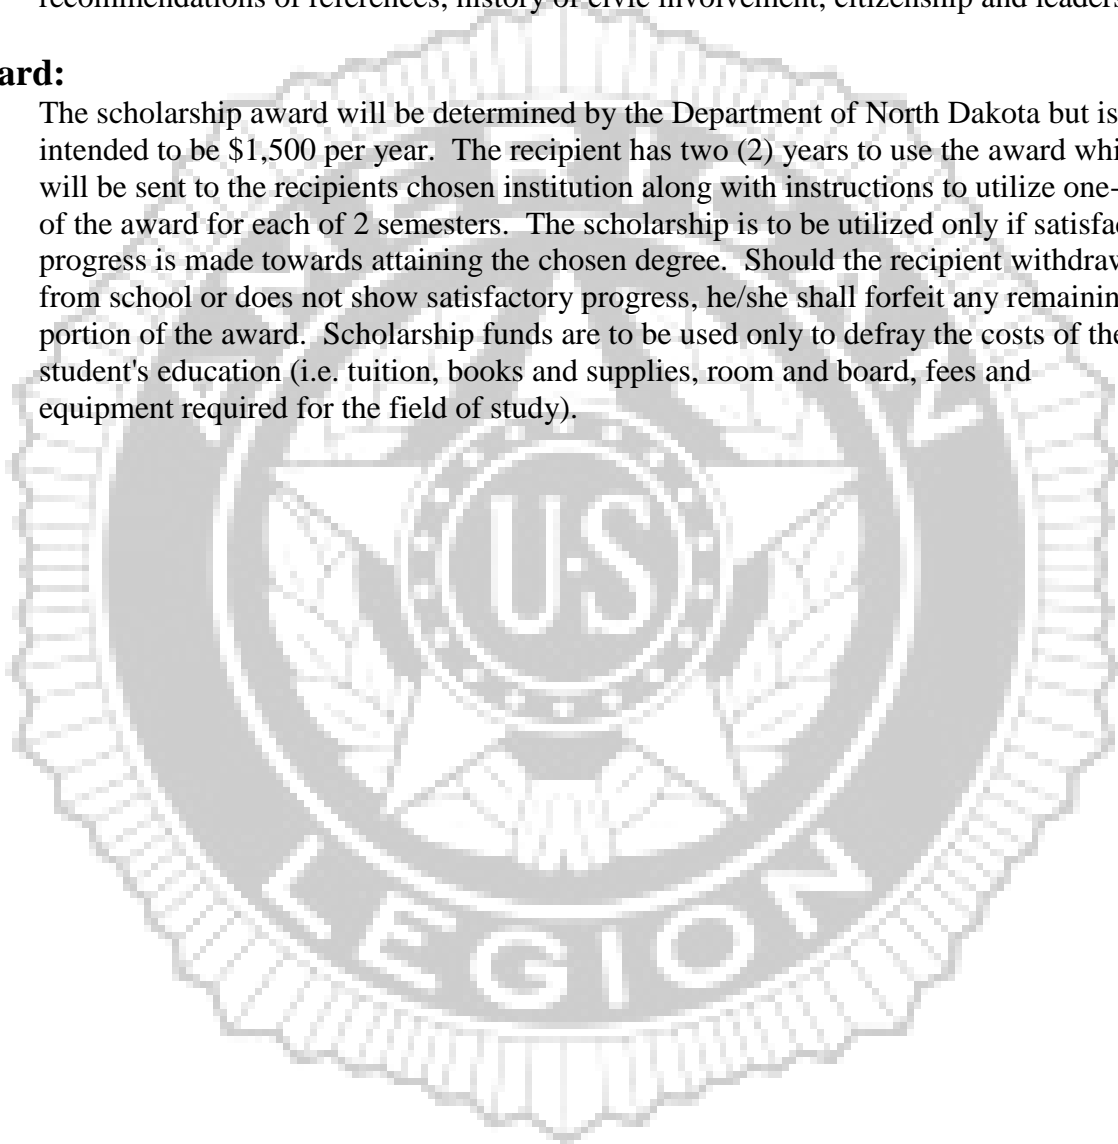 recommendations of references, history of civic involvement, citizenship and leaders
ard:
The scholarship award will be determined by the Department of North Dakota but is
intended to be $1,500 per year. The recipient has two (2) years to use the award whi
will be sent to the recipients chosen institution along with instructions to utilize one-
of the award for each of 2 semesters. The scholarship is to be utilized only if satisfac
progress is made towards attaining the chosen degree. Should the recipient withdraw
from school or does not show satisfactory progress, he/she shall forfeit any remainin
portion of the award. Scholarship funds are to be used only to defray the costs of the
student's education (i.e. tuition, books and supplies, room and board, fees and
equipment required for the field of study).
US
LEGION